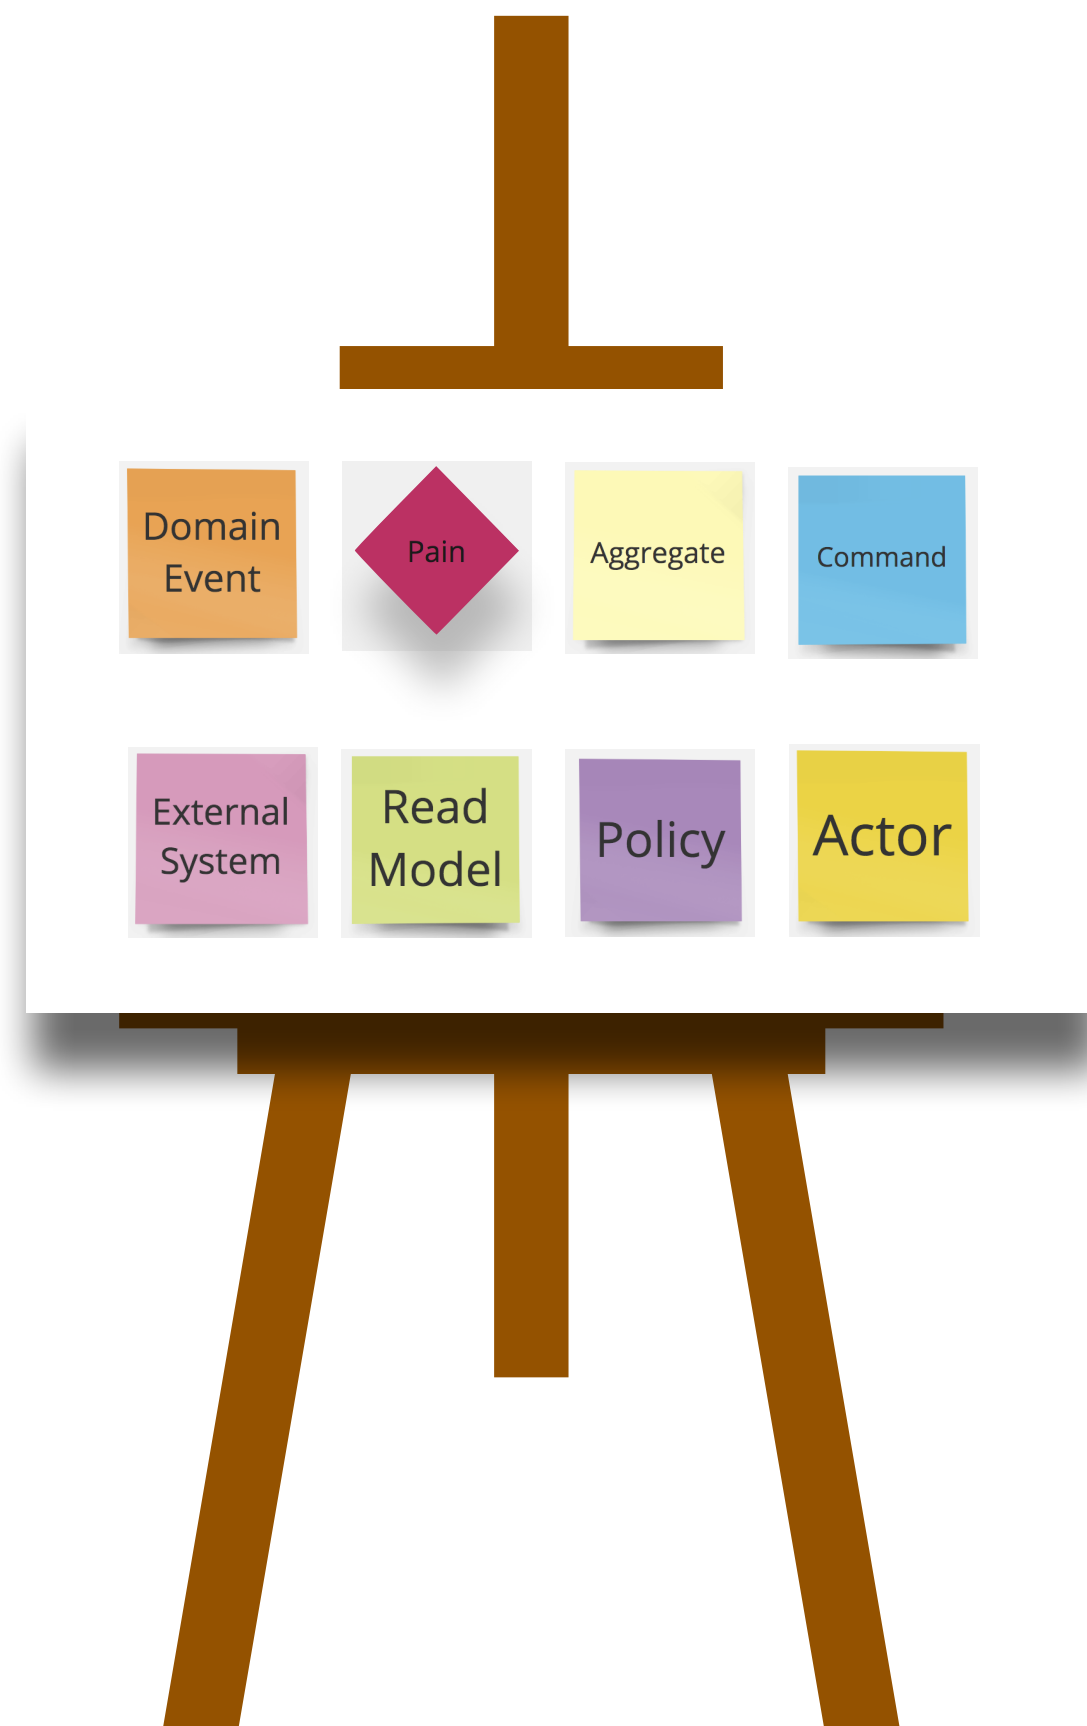 Domain
Event
Pain
Aggregate
Command
External
System
Read
Model
Policy
Actor